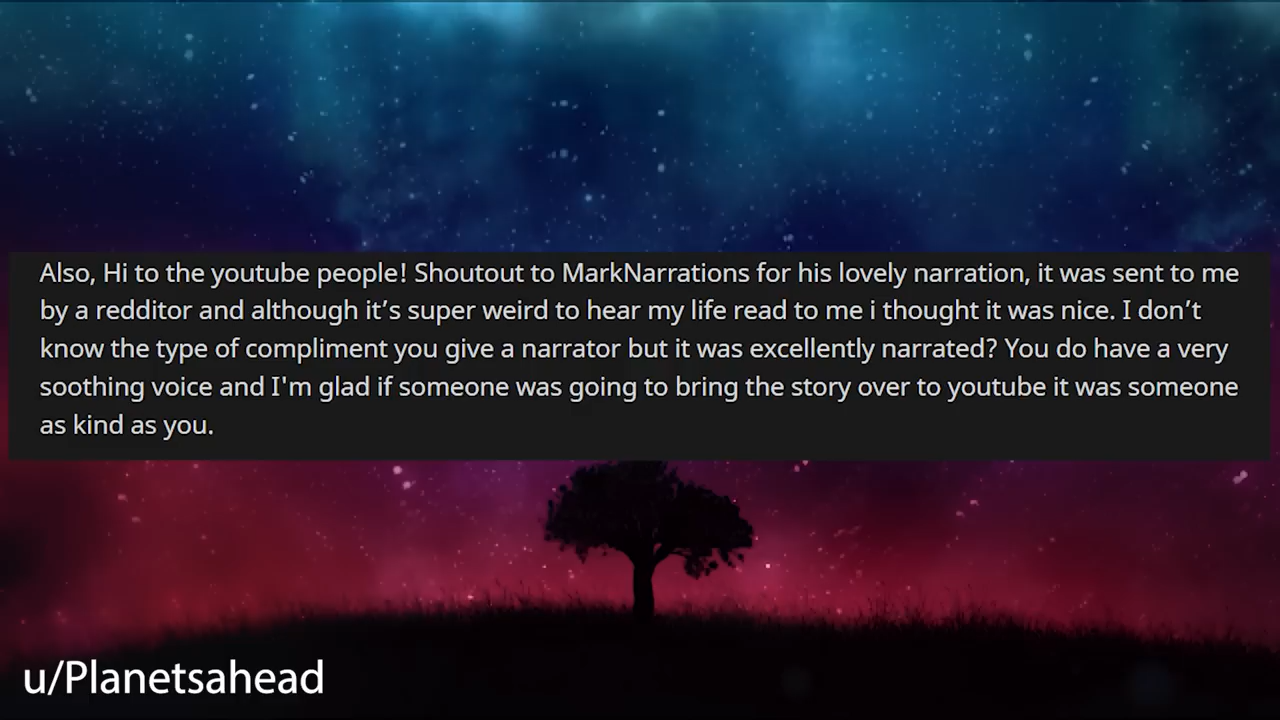 Also, Hi to the youtube people! Shoutout to MarkNarrations for his lovely narration, it was sent to me
by a redditor and although it’s super weird to hear my life read to me i thought it was nice. I don’t
know the type of compliment you give a narrator but it was excellently narrated? You do have a very
soothing voice and I'm glad if someone was going to bring the story over to youtube it was someone
as kind as you.
u/Planetsahead